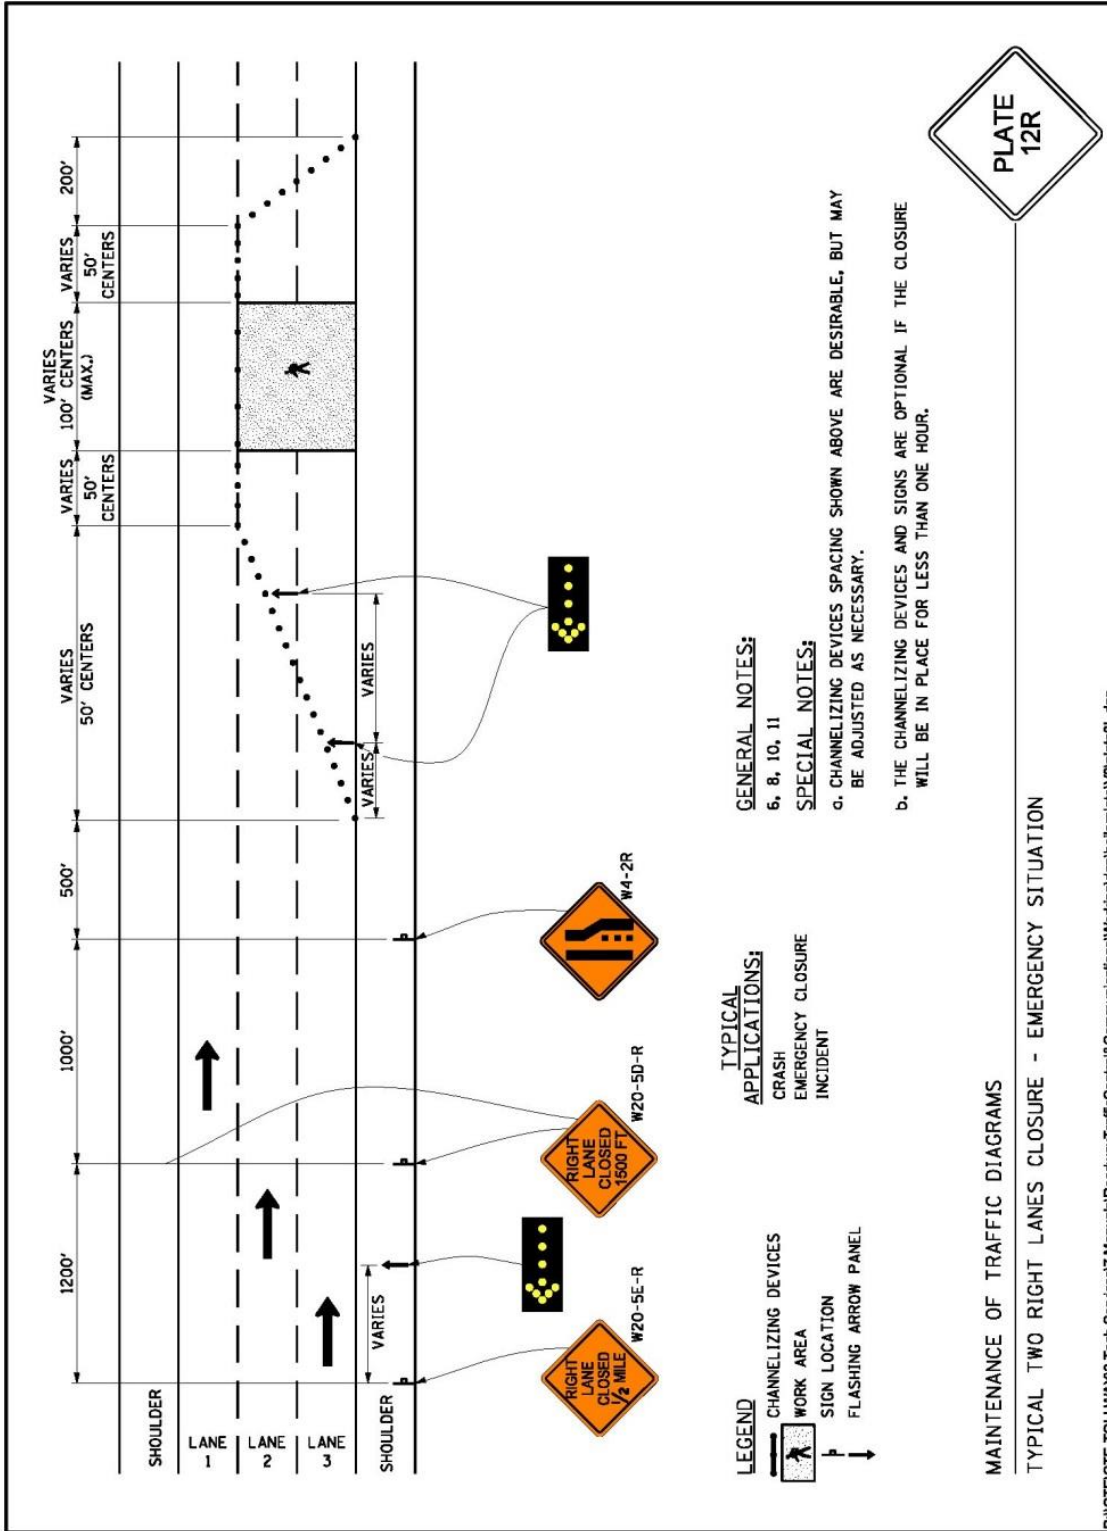 1200'
1000'
500'
VARIES
50' CENTERS
VARIES
50'
CENTERS
VARIES
100' CENTERS
(MAX.)
VARIES
50'
CENTERS
200'
SHOULDER
LANE
1
LANE
2
LANE
3
SHOULDER
VARIES
VARIES
VARIES
RIGHT
LANE
CLOSED
1/2 MILE
W20-5E-R
RIGHT
LANE
CLOSED
1500 FT
W20-5D-R
W4-2R
LEGEND
CHANNELIZING DEVICES
WORK AREA
SIGN LOCATION
FLASHING ARROW PANEL
TYPICAL
APPLICATIONS:
CRASH
EMERGENCY CLOSURE
INCIDENT
GENERAL NOTES:
6, 8, 10, 11
SPECIAL NOTES:
a. CHANNELIZING DEVICES SPACING SHOWN ABOVE ARE DESIRABLE, BUT MAY
BE ADJUSTED AS NECESSARY.
b. THE CHANNELIZING DEVICES AND SIGNS ARE OPTIONAL IF THE CLOSURE
WILL BE IN PLACE FOR LESS THAN ONE HOUR.
MAINTENANCE OF TRAFFIC DIAGRAMS
TYPICAL TWO RIGHT LANES CLOSURE - EMERGENCY SITUATION
PLATE
12R